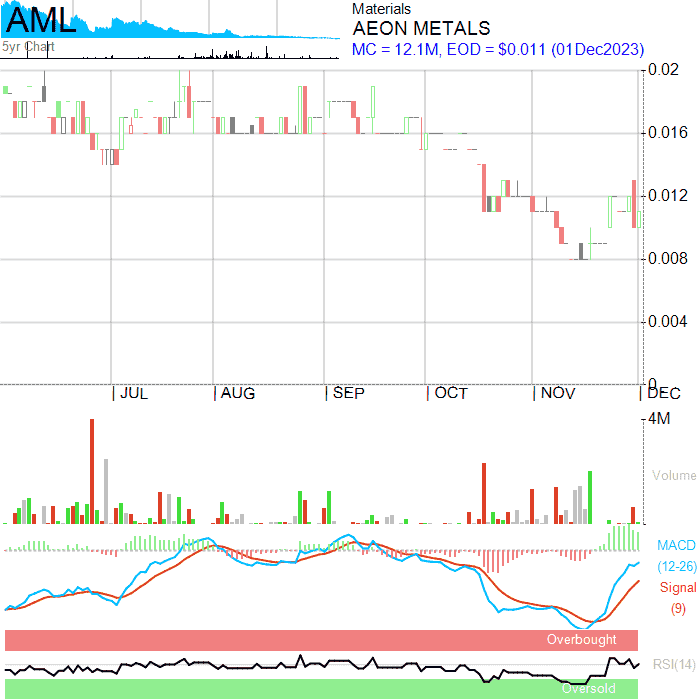 AML
5yr Chart
Materials
AEON METALS
MC = 12.1M, EOD = $0.011 (01Dec2023)
0.02
0.016
0.012
0.008
0.004
0
JUL AUG SEP OCT NOV DEC
4M
Volume
MACD
(12-26)
Signal
(9)
Overbought
RSI(14)
Oversold